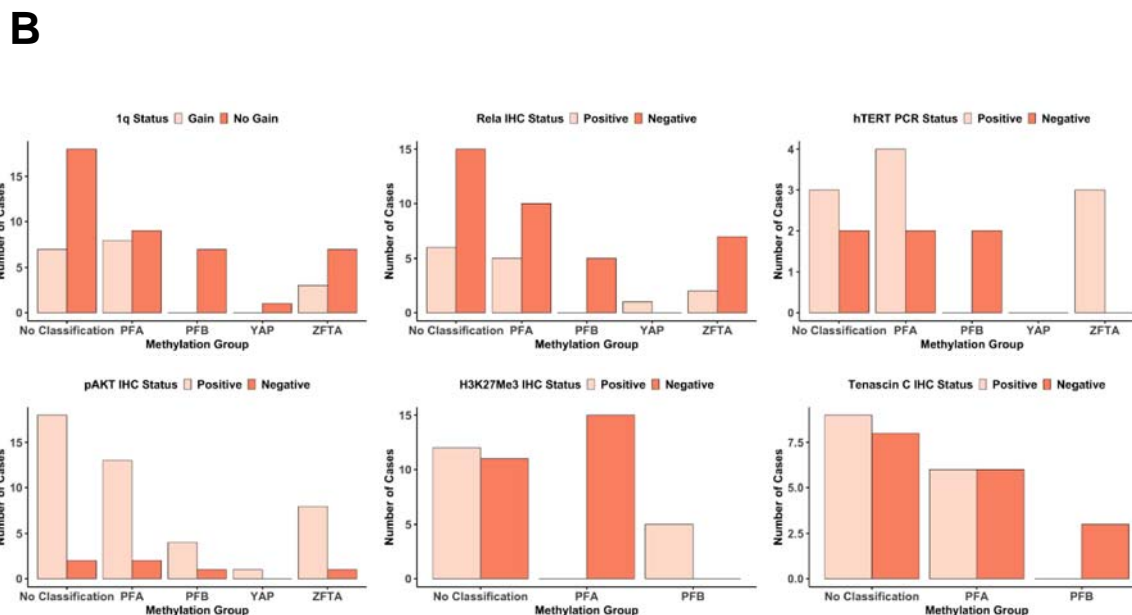 B
1q Status Gain No Gain
Number of Cases
15
10
5
0
No Classification PFA PFB YAP ZFTA
Methylation Group
Rela IHC Status Positive Negative
Number of Cases
15
10
5
0
No Classification PFA PFB YAP ZFTA
Methylation Group
hTERT PCR Status Positive Negative
Number of Cases
4
3
2
1
0
No Classification PFA PFB YAP ZFTA
Methylation Group
pAKT IHC Status Positive Negative
Number of Cases
15
10
5
0
No Classification PFA PFB YAP ZFTA
Methylation Group
H3K27Me3 IHC Status Positive Negative
Number of Cases
15
10
5
0
No Classification PFA PFB
Methylation Group
Tenascin C IHC Status Positive Negative
Number of Cases
7.5
5.0
2.5
0.0
No Classification PFA PFB
Methylation Group